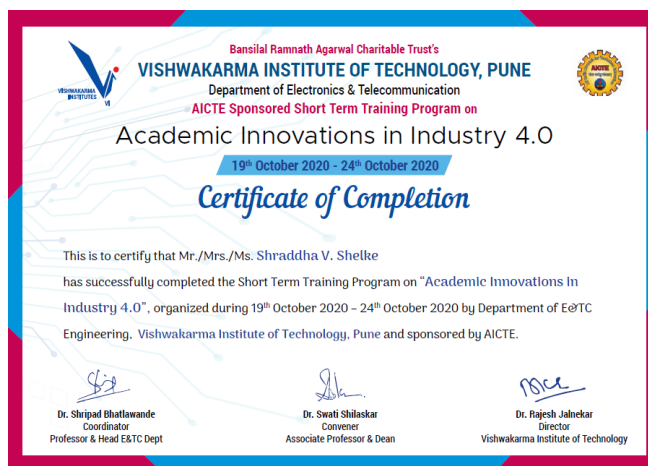 Bansilal Ramnath Agarwal Charitable Trust's
VISHWAKARMA INSTITUTE OF TECHNOLOGY, PUNE
Department of Electronics & Telecommunication
AICTE Sponsored Short Term Training Program on
VISHWAKARMA
INSTITUTES
VI
AICTE
Academic Innovations in Industry 4.0
19th October 2020 - 24th October 2020
Certificate of Completion
This is to certify that Mr./Mrs./Ms. Shraddha V. Shelke
has successfully completed the Short Term Training Program on “Academic Innovations in
Industry 4.0”, organized during 19th October 2020 – 24th October 2020 by Department of E&TC
Engineering, Vishwakarma Institute of Technology, Pune and sponsored by AICTE.
Dr. Shripad Bhatlawande
Coordinator
Professor & Head E&TC Dept
Dr. Swati Shilaskar
Convener
Associate Professor & Dean
Dr. Rajesh Jalnekar
Director
Vishwakarma Institute of Technology